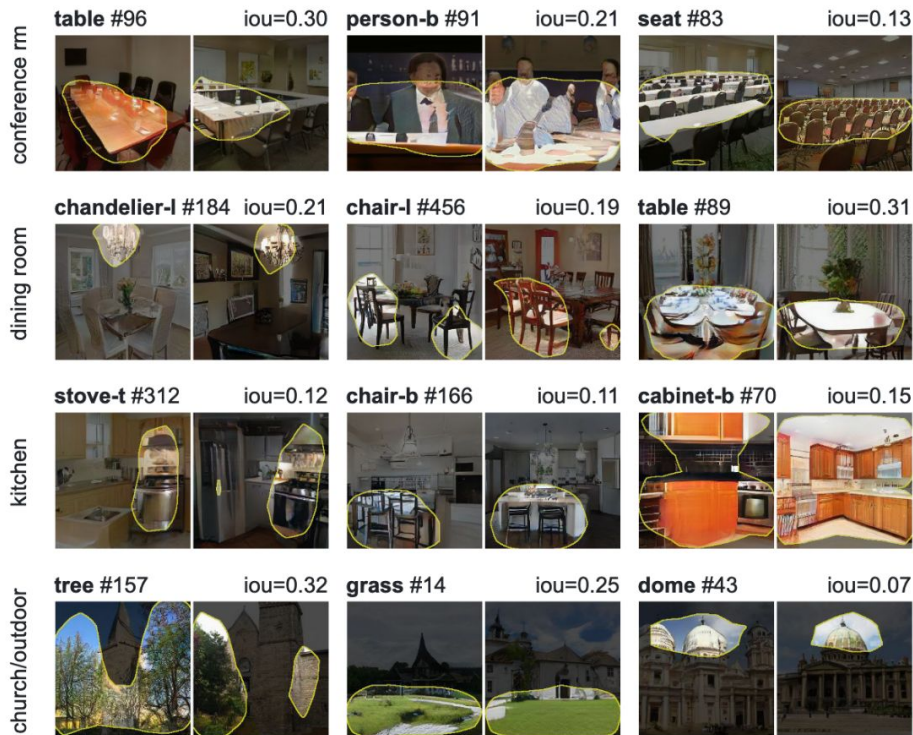 conference rm
table #96 iou=0.30
person-b #91 iou=0.21
seat #83 iou=0.13
dining room
chandelier-l #184 iou=0.21
chair-l #456 iou=0.19
table #89 iou=0.31
kitchen
stove-t #312 iou=0.12
chair-b #166 iou=0.11
cabinet-b #70 iou=0.15
church/outdoor
tree #157 iou=0.32
grass #14 iou=0.25
dome #43 iou=0.07